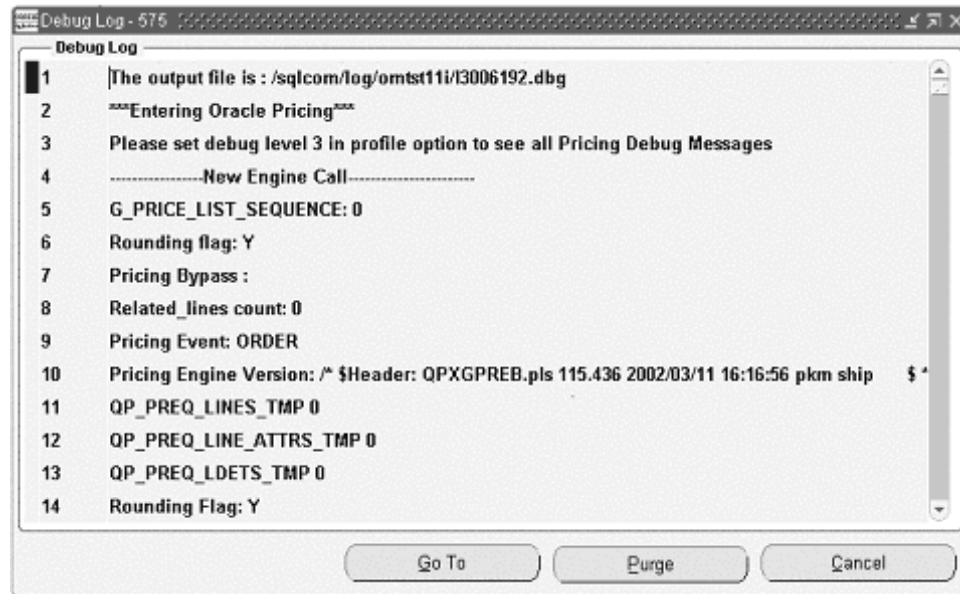 Debug Log - 575
Debug Log
1 The output file is : /sqlcom/log/omtst11i/l3006192.dbg
2 ***Entering Oracle Pricing***
3 Please set debug level 3 in profile option to see all Pricing Debug Messages
4 -----------------New Engine Call-----------------------
5 G_PRICE_LIST_SEQUENCE: 0
6 Rounding flag: Y
7 Pricing Bypass :
8 Related_lines count: 0
9 Pricing Event: ORDER
10 Pricing Engine Version: /* $Header: QPXGPREB.pls 115.436 2002/03/11 16:16:56 pkm ship $ *
11 QP_PREQ_LINES_TMP 0
12 QP_PREQ_LINE_ATTRS_TMP 0
13 QP_PREQ_LDETS_TMP 0
14 Rounding Flag: Y
Go To Purge Cancel